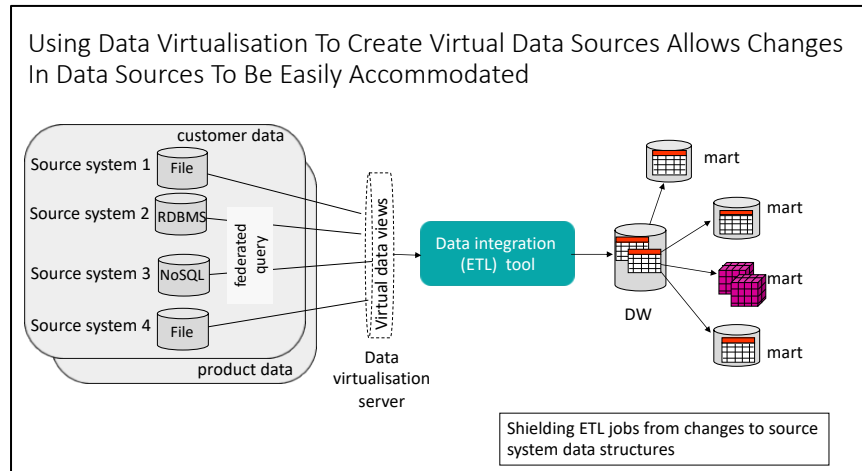 Using Data Virtualisation To Create Virtual Data Sources Allows Changes
In Data Sources To Be Easily Accommodated
customer data
Source system 1
File
Source system 2
RDBMS
Source system 3
NoSQL
Source system 4
File
product data
federated
query
Virtual data views
Data
virtualisation
server
Data integration
(ETL) tool
DW
mart
mart
mart
mart
Shielding ETL jobs from changes to source
system data structures